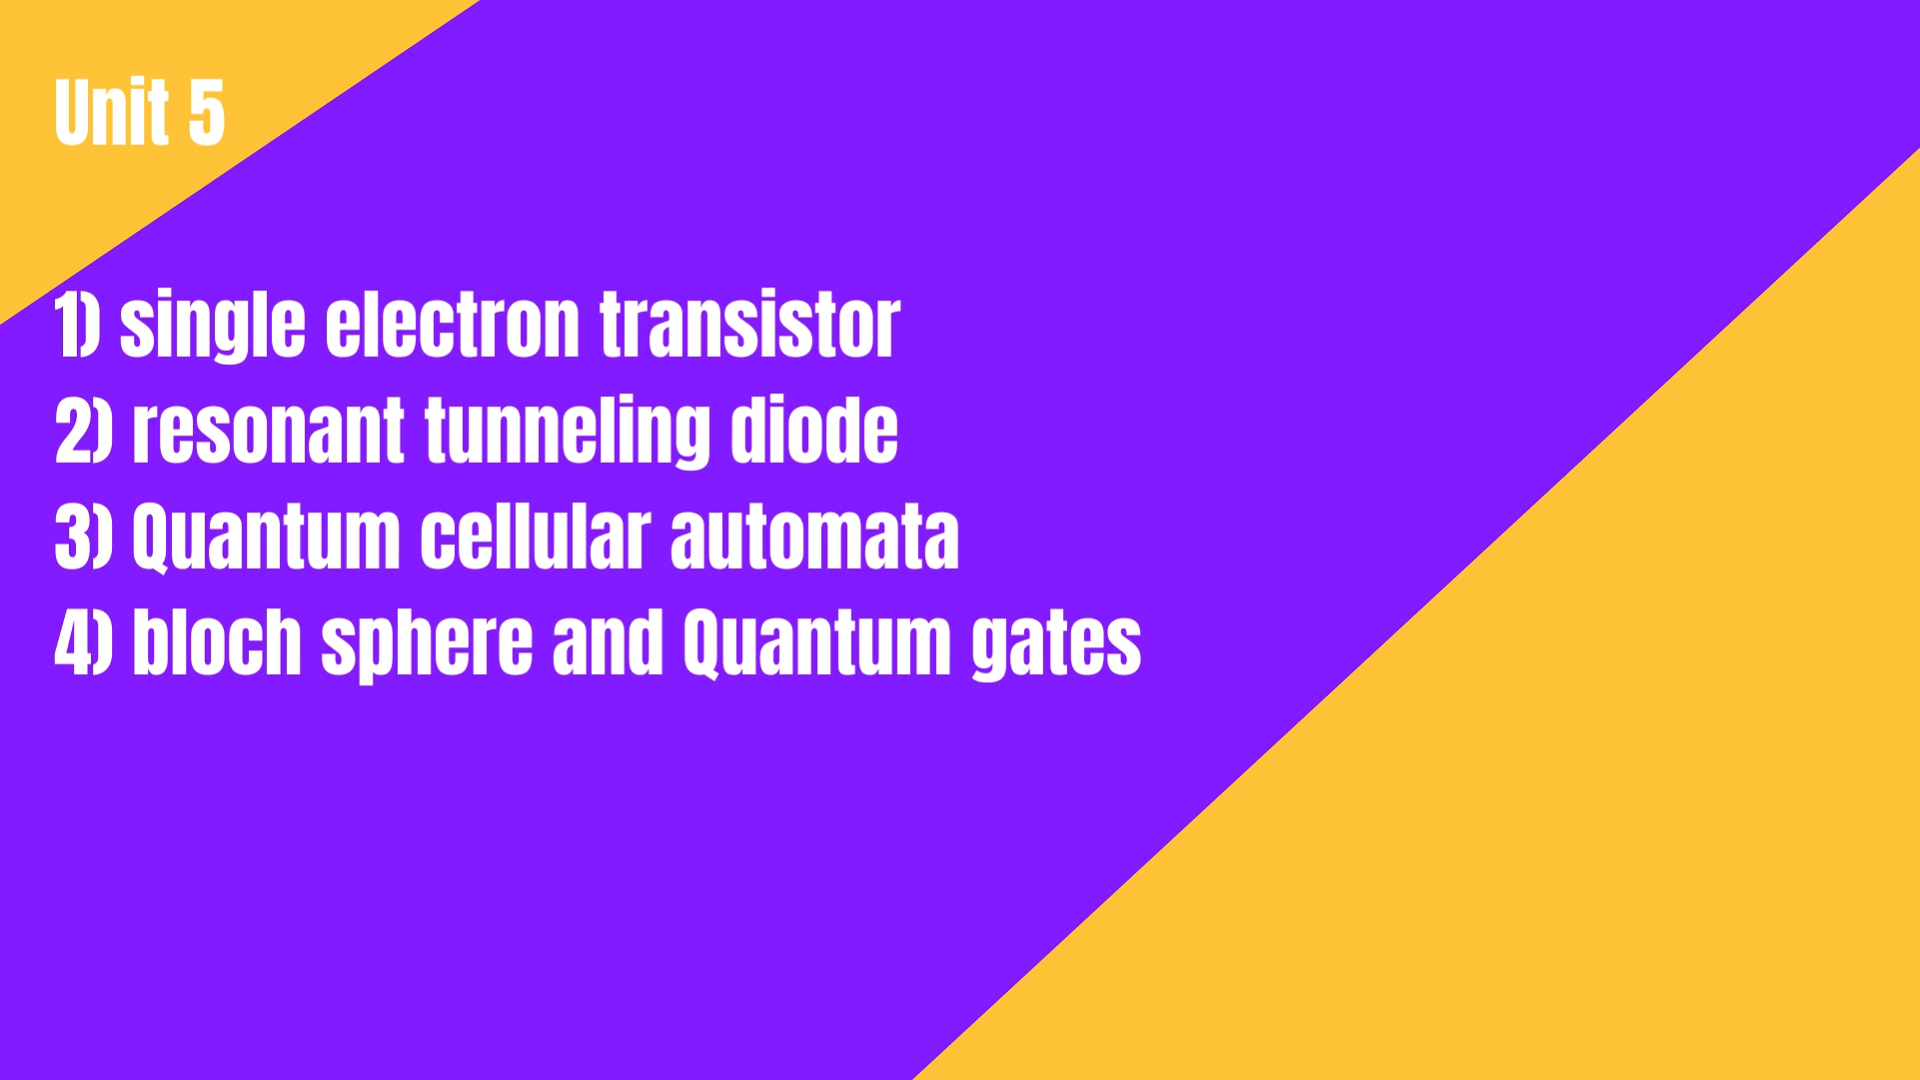 Unit 5
1) single electron transistor
2) resonant tunneling diode
3) Quantum cellular automata
4) bloch sphere and Quantum gates